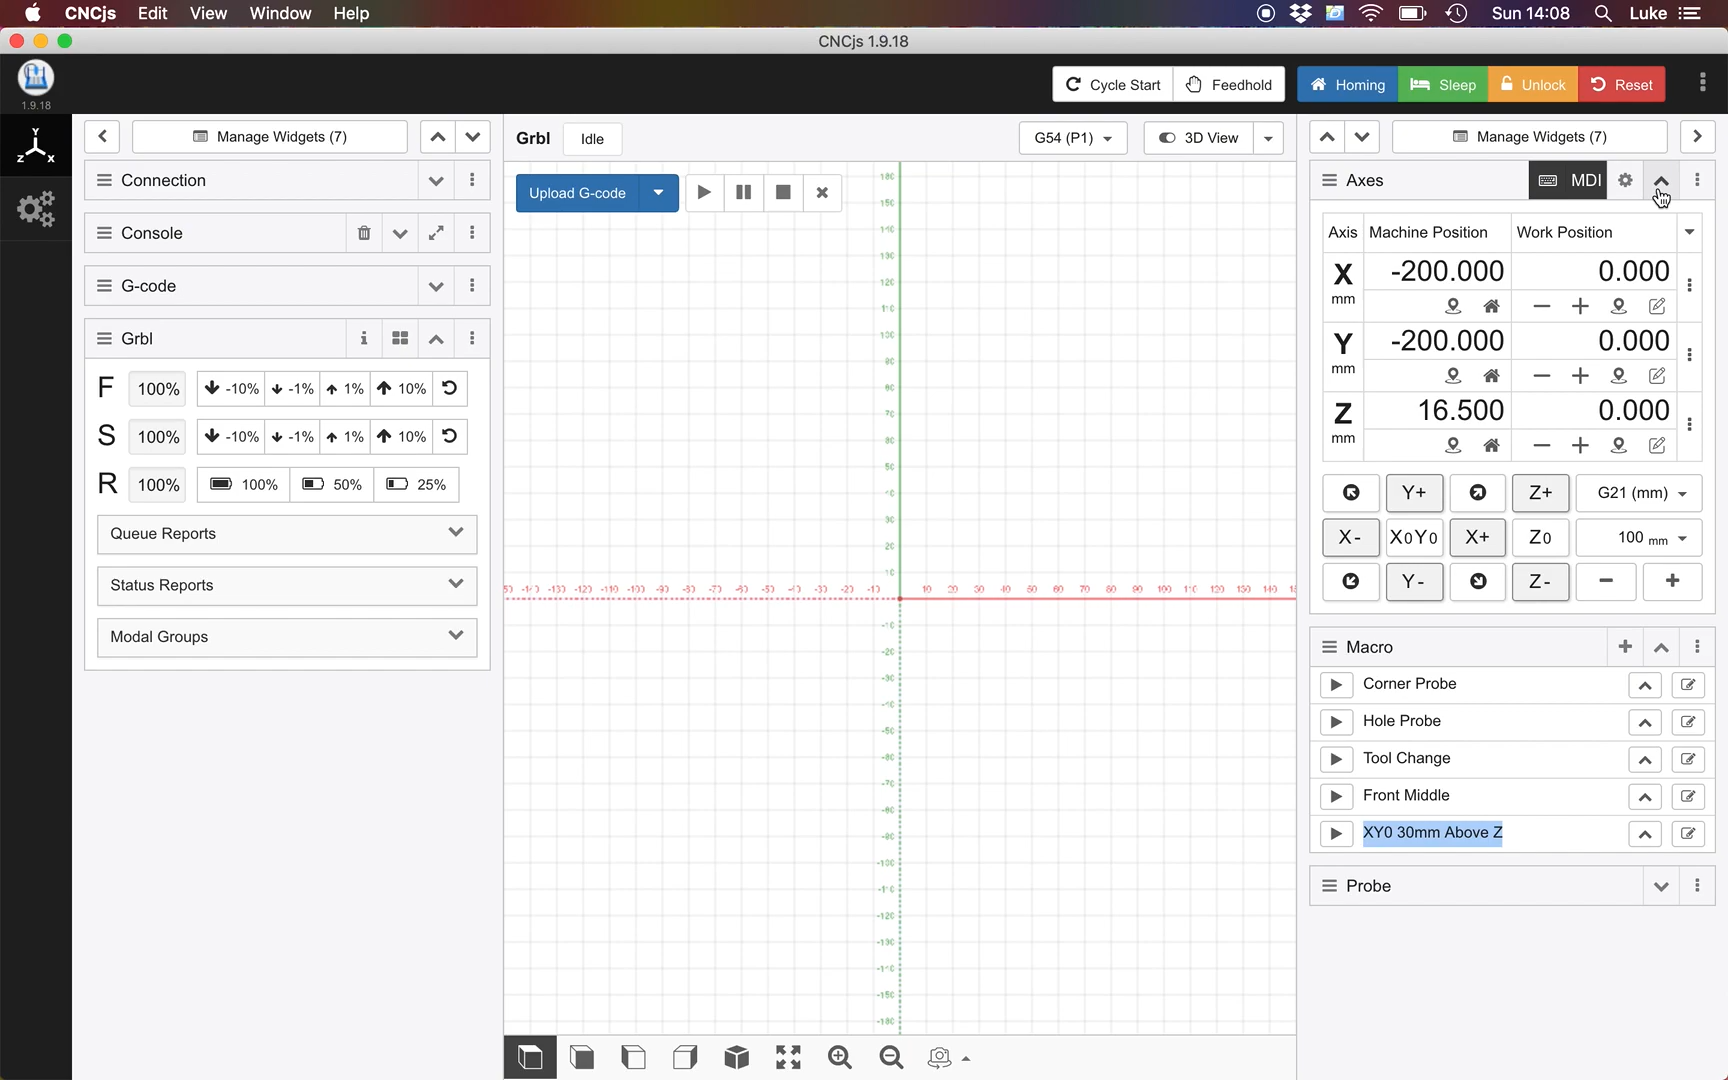 CNCjs Edit View Window Help Sun 14:08 Luke
CNCjs 1.9.18
1.9.18
Cycle Start Feedhold Homing Sleep Unlock Reset
Manage Widgets (7)
Connection
Console
G-code
Grbl
F 100% -10% -1% 1% 10%
S 100% -10% -1% 1% 10%
R 100% 100% 50% 25%
Queue Reports
Status Reports
Modal Groups
Grbl Idle G54 (P1) 3D View
Upload G-code
Manage Widgets (7)
Axes MDI
Axis Machine Position Work Position
X -200.000 0.000
mm
Y -200.000 0.000
mm
Z 16.500 0.000
mm
Y+ Z+ G21 (mm)
X- X0Y0 X+ Z0 100 mm
Y- Z-
Macro
Corner Probe
Hole Probe
Tool Change
Front Middle
XY0 30mm Above Z
Probe